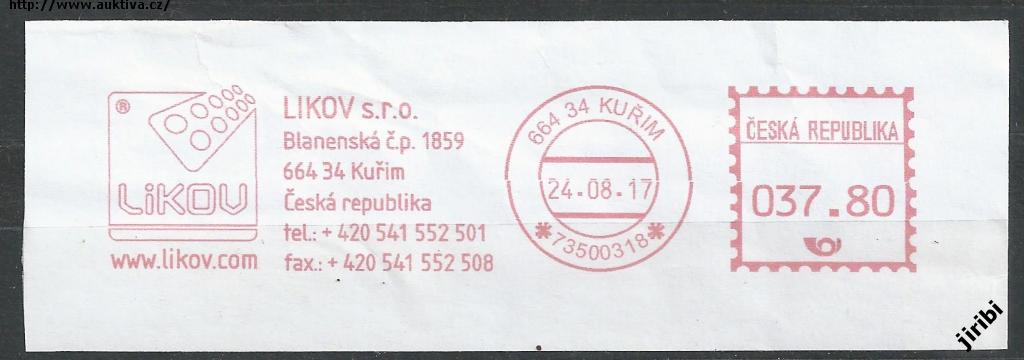 http://www.auktiva.cz/
®
LiKOV
www.likov.com
LIKOV s.r.o.
Blanenská č.p. 1859
664 34 Kuřim
Česká republika
tel.: + 420 541 552 501
fax.: + 420 541 552 508
664 34 KUŘIM
24.08.17
*73500318*
ČESKÁ REPUBLIKA
037.80
jiribi